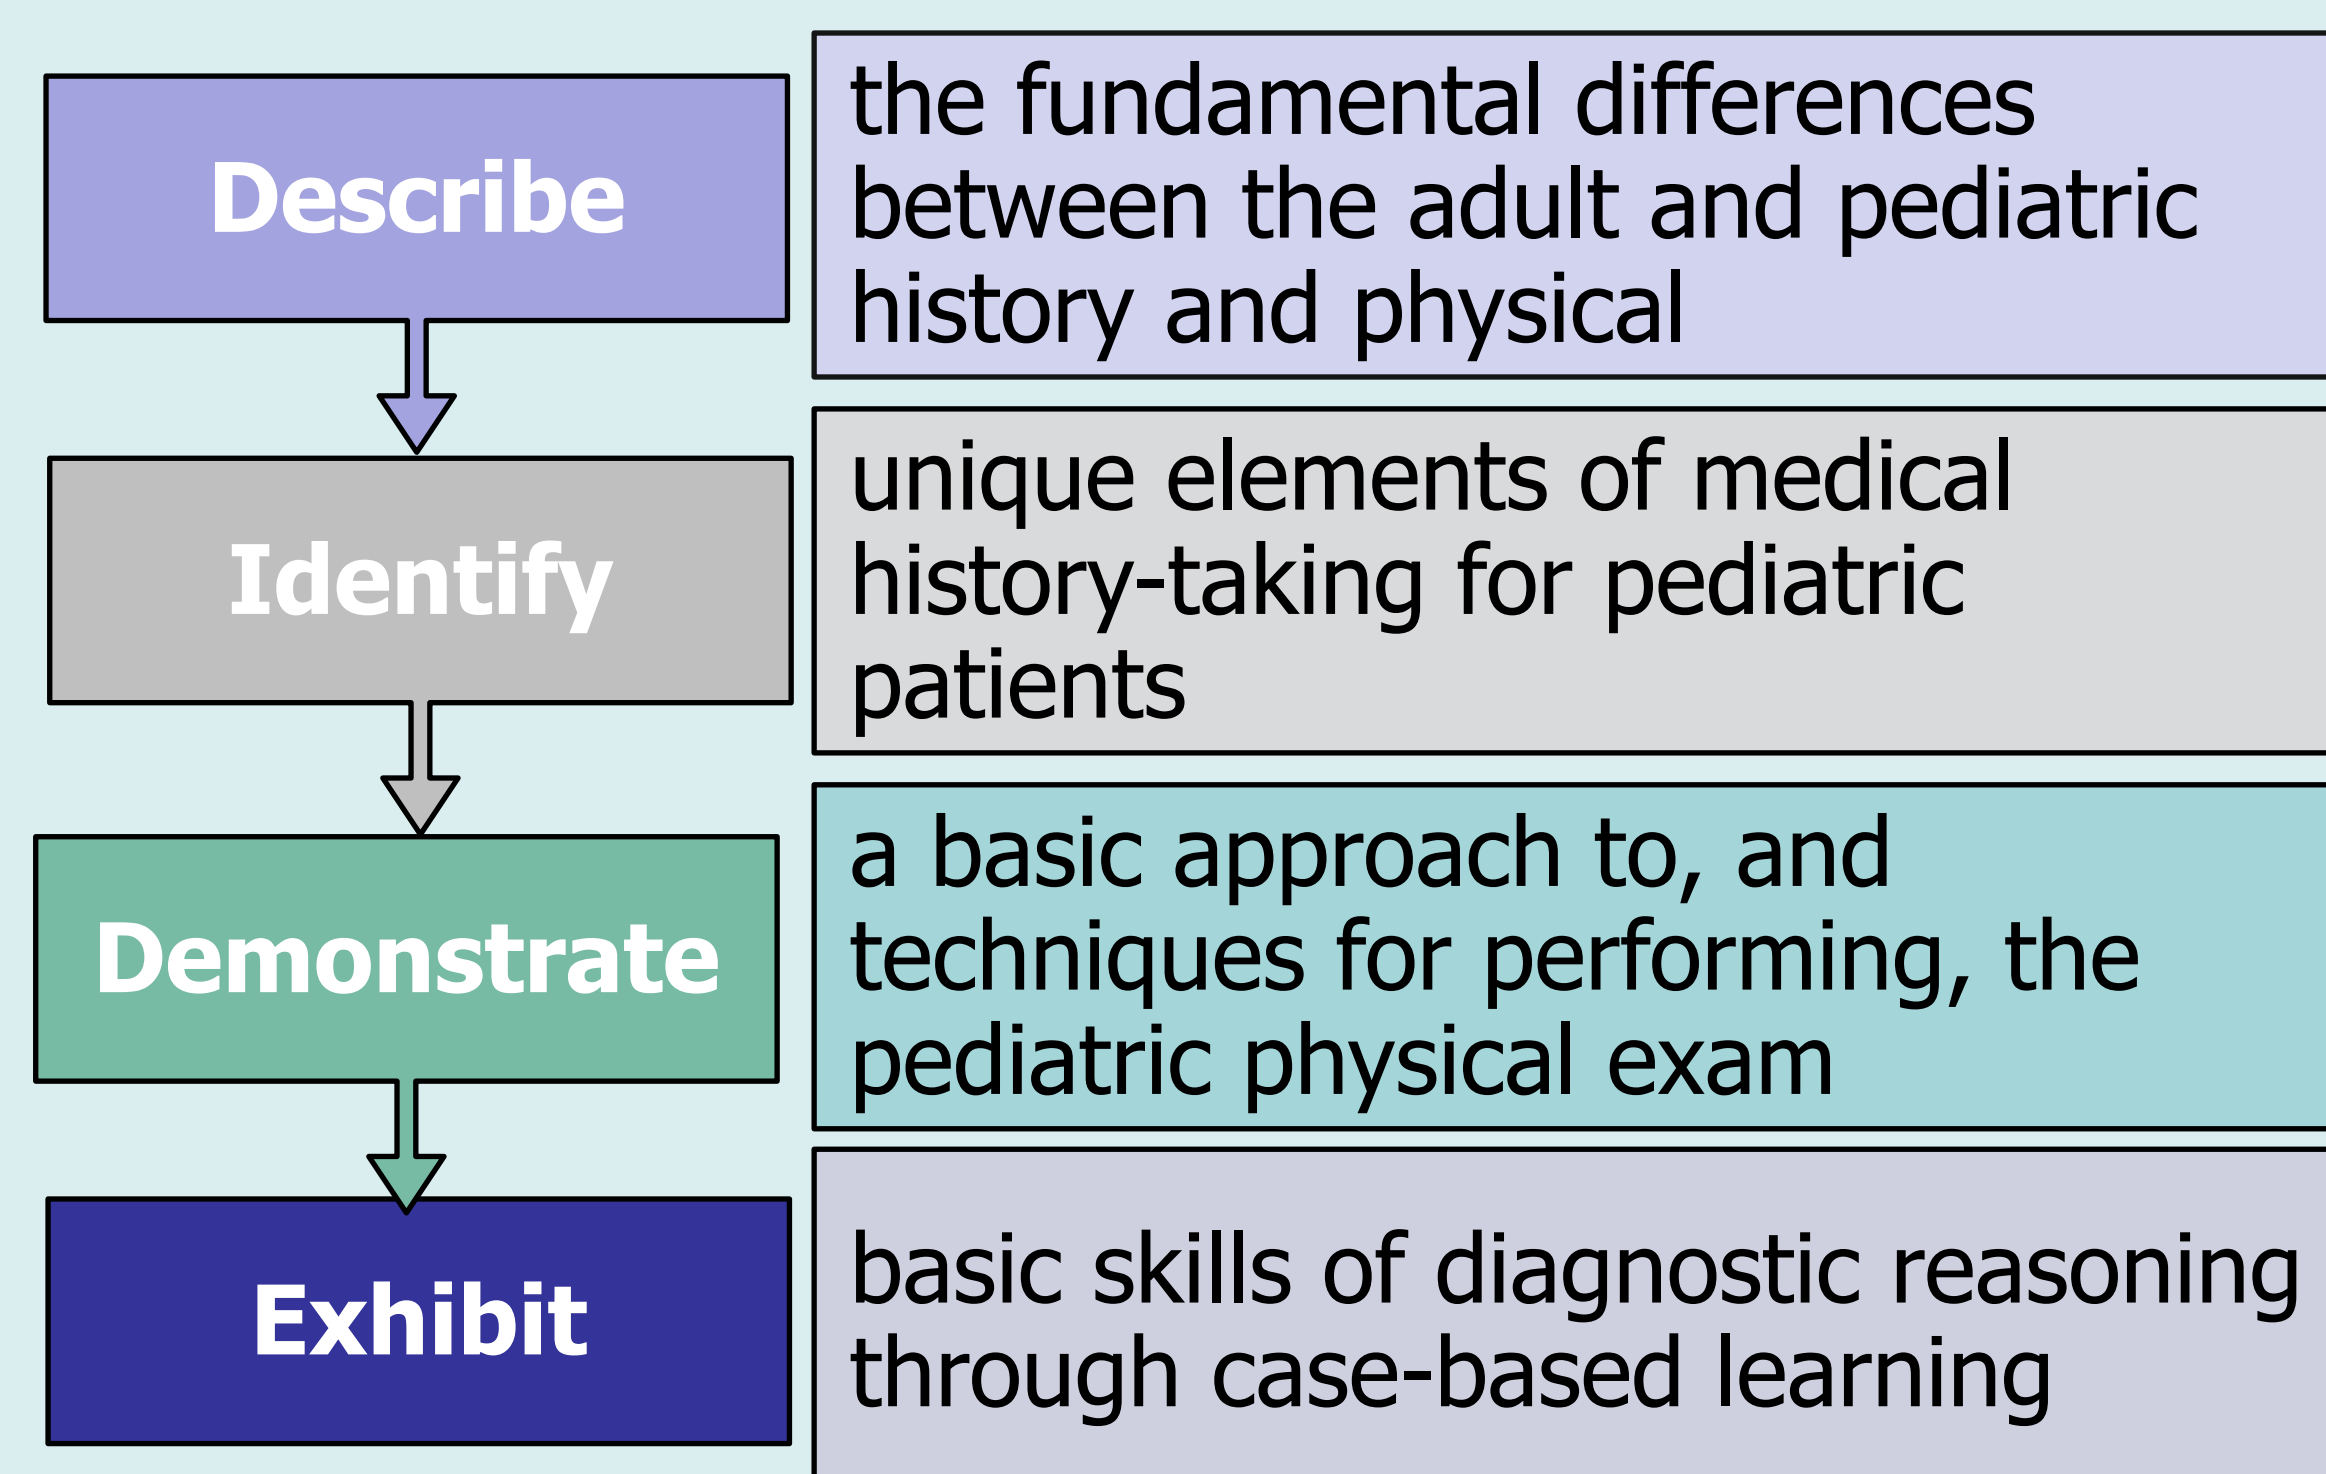 Describe
the fundamental differences
between the adult and pediatric
history and physical
Identify
unique elements of medical
history-taking for pediatric
patients
Demonstrate
a basic approach to, and
techniques for performing, the
pediatric physical exam
Exhibit
basic skills of diagnostic reasoning
through case-based learning